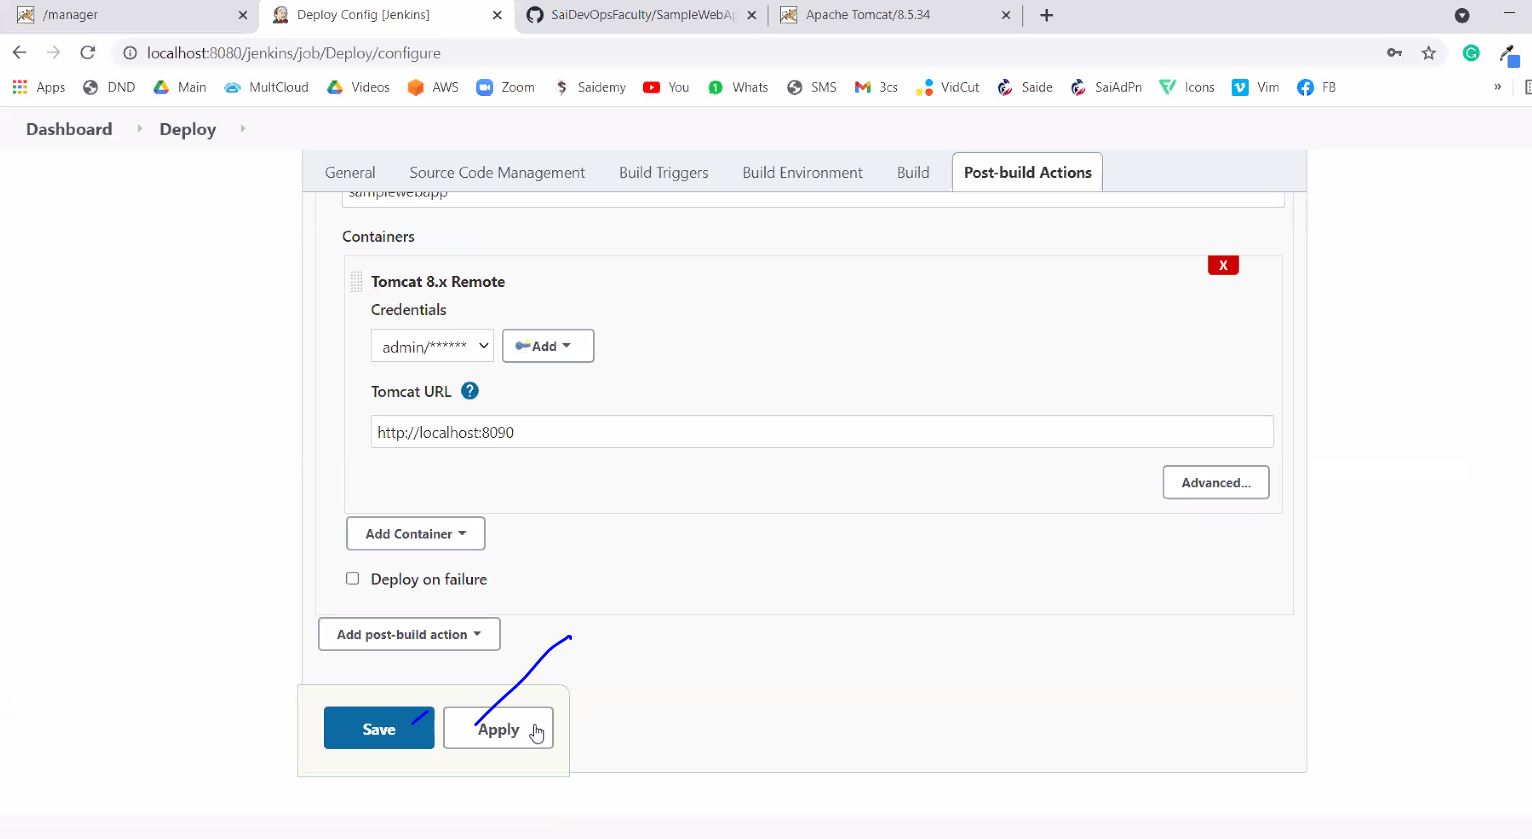 /manager
Deploy Config [Jenkins]
SaiDevOpsFaculty/SampleWebAp
Apache Tomcat/8.5.34
localhost:8080/jenkins/job/Deploy/configure
Apps DND Main MultCloud Videos AWS Zoom Saidemy You Whats SMS 3cs VidCut Saide SaiAdPn Icons Vim FB »
Dashboard Deploy
General Source Code Management Build Triggers Build Environment Build Post-build Actions
samplewebapp
Containers
X
Tomcat 8.x Remote
Credentials
admin/******
Add
Tomcat URL ?
http://localhost:8090
Advanced...
Add Container
Deploy on failure
Add post-build action
Save Apply